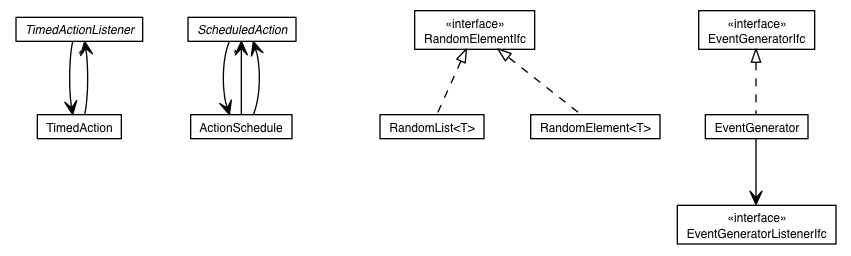 TimedActionListener
ScheduledAction
«interface»
RandomElementIfc
«interface»
EventGeneratorIfc
TimedAction
ActionSchedule
RandomList<T>
RandomElement<T>
EventGenerator
«interface»
EventGeneratorListenerIfc